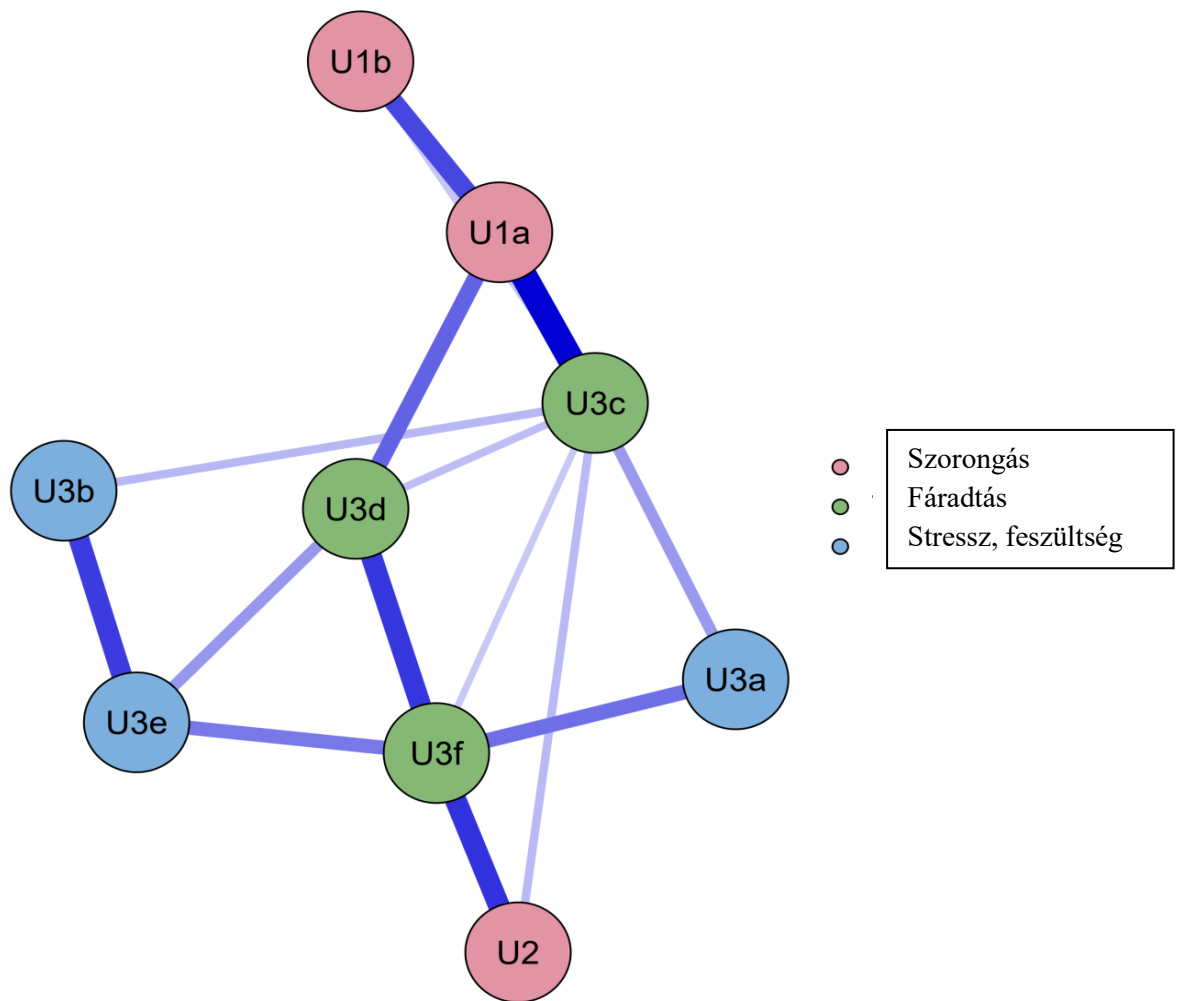 U1b
U1a
U3c
U3b
U3d
U3a
U3e
U3f
U2
Szorongás
Fáradtás
Stressz, feszültség